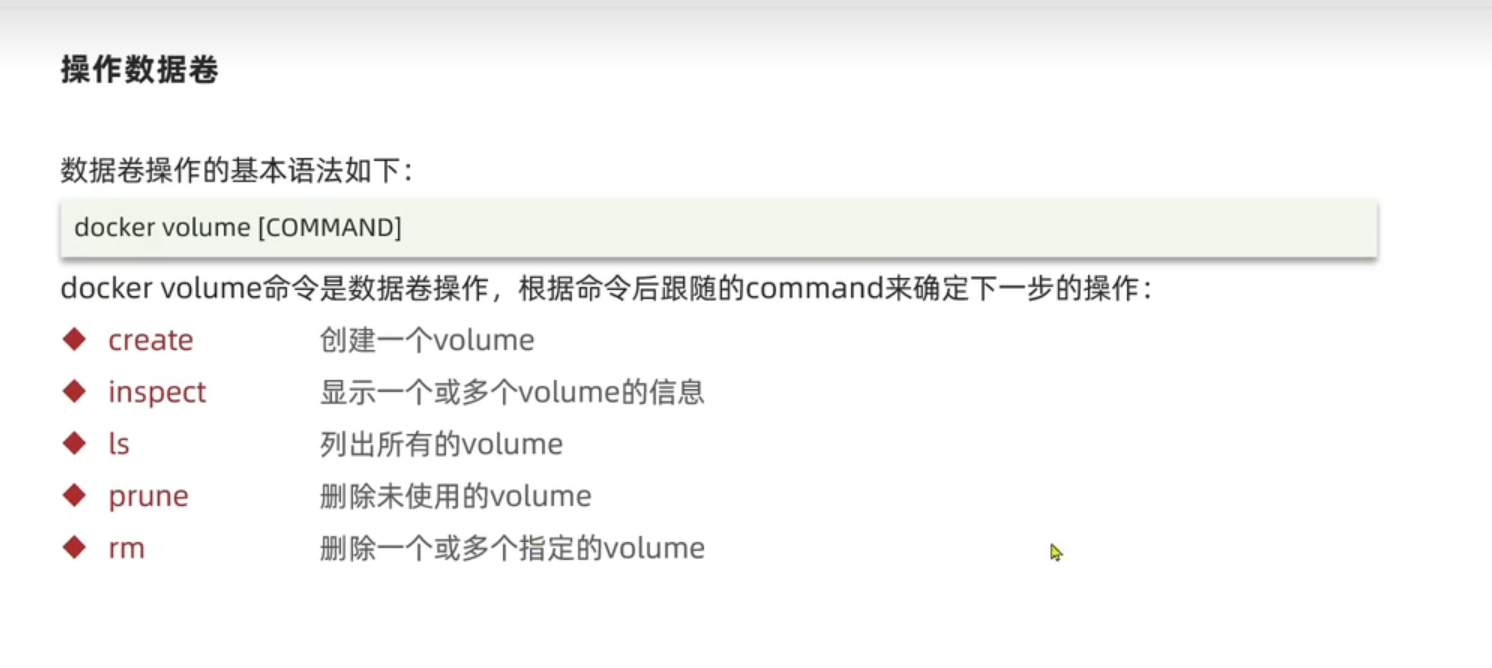 操作数据卷
数据卷操作的基本语法如下：
docker volume [COMMAND]
docker volume命令是数据卷操作，根据命令后跟随的command来确定下一步的操作：
create 创建一个volume
inspect 显示一个或多个volume的信息
ls 列出所有的volume
prune 删除未使用的volume
rm 删除一个或多个指定的volume